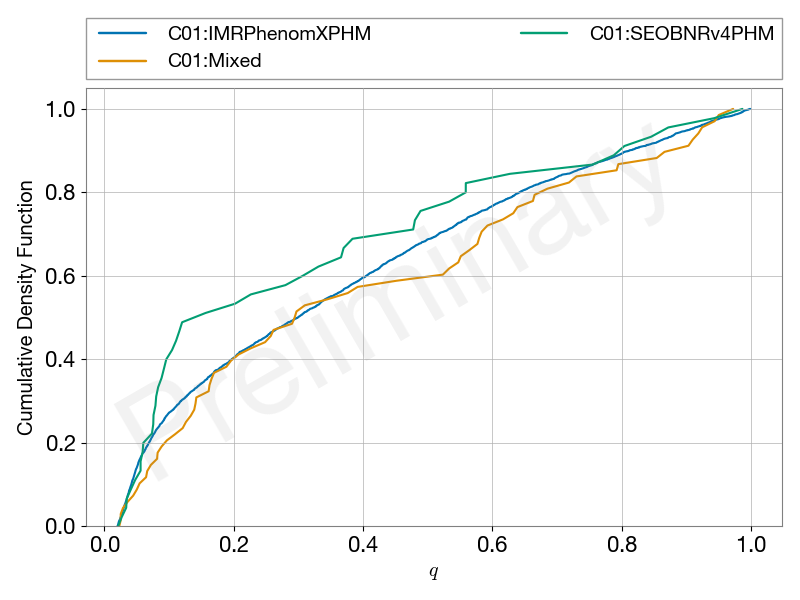 C01:IMRPhenomXPHM C01:SEOBNRv4PHM
C01:Mixed
1.0
0.8
0.6
0.4
0.2
0.0
Cumulative Density Function
Preliminary
0.0 0.2 0.4 0.6 0.8 1.0
q